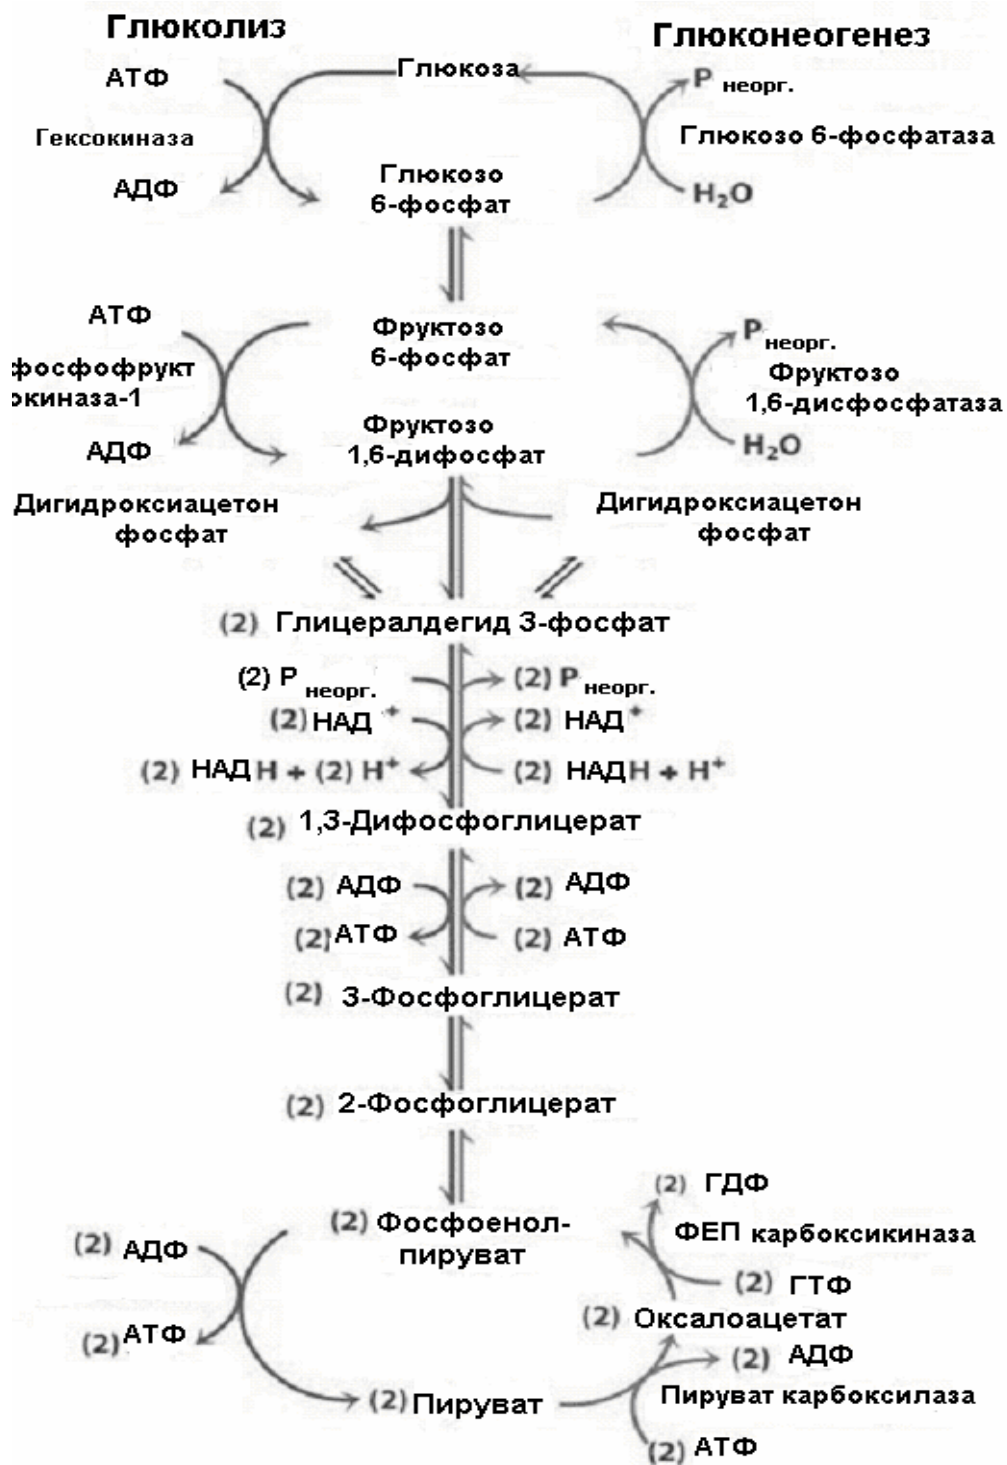 Глюколиз
Глюконеогенез
АТФ
Глюкоза
P неорг.
Гексокиназа
Глюкозо 6-фосфатаза
АДФ
Глюкозо
6-фосфат
H2O
АТФ
Фруктозо
6-фосфат
P неорг.
фосфофрукт
окиназа-1
Фруктозо
1,6-дисфосфатаза
АДФ
Фруктозо
1,6-дифосфат
H2O
Дигидроксиацетон
фосфат
Дигидроксиацетон
фосфат
(2) Глицералдегид 3-фосфат
(2) P неорг.
(2) P неорг.
(2) НАД +
(2) НАД +
(2) НАДH + (2) H+
(2) НАДH + H+
(2) 1,3-Дифосфоглицерат
(2) АДФ
(2) АДФ
(2) АТФ
(2) АТФ
(2) 3-Фосфоглицерат
(2) 2-Фосфоглицерат
(2) ГДФ
(2) Фосфоенол-
пируват
ФЕП карбоксикиназа
(2) АДФ
(2) ГТФ
(2) Оксалоацетат
(2) АТФ
(2) АДФ
Пируват карбоксилаза
(2) Пируват
(2) АТФ